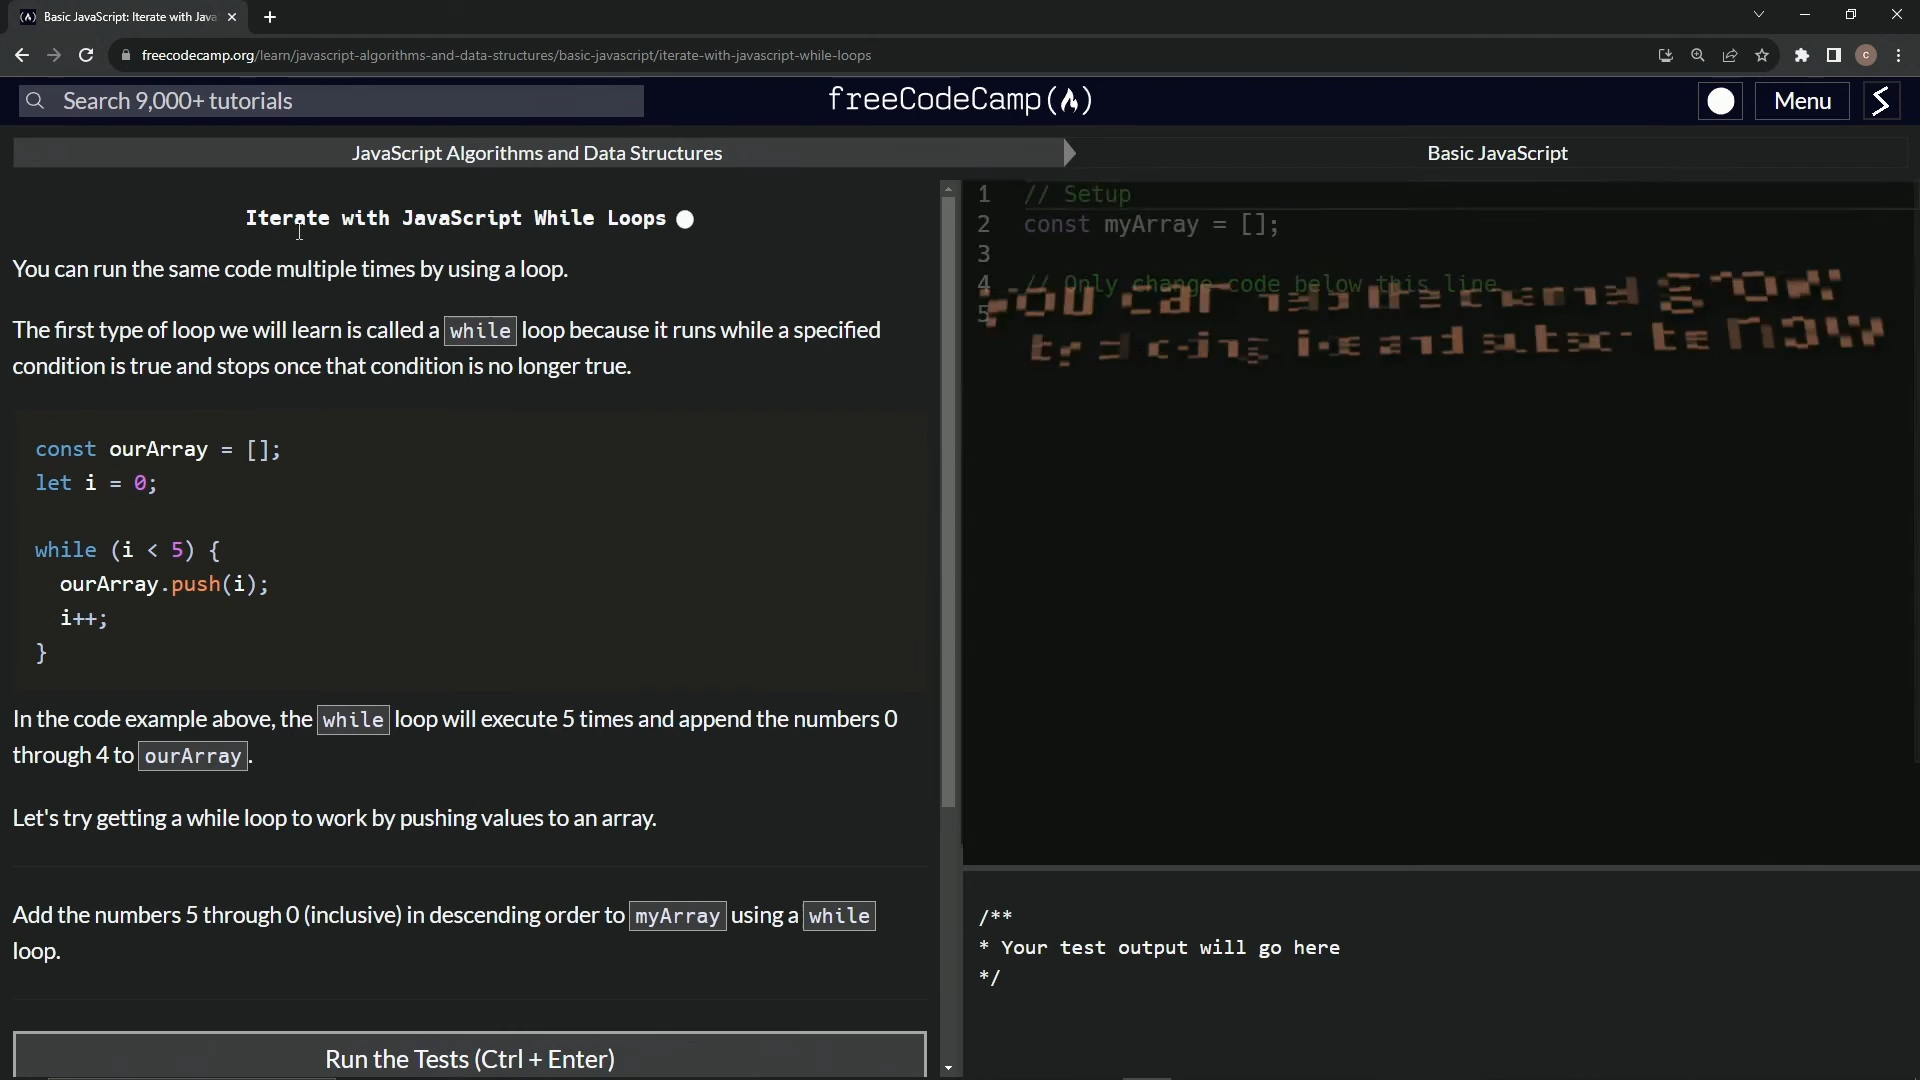 Basic JavaScript: Iterate with Java
freecodecamp.org/learn/javascript-algorithms-and-data-structures/basic-javascript/iterate-with-javascript-while-loops
C
Search 9,000+ tutorials
freeCodeCamp(🔥)
Menu
JavaScript Algorithms and Data Structures
Basic JavaScript
Iterate with JavaScript While Loops
You can run the same code multiple times by using a loop.
The first type of loop we will learn is called a while loop because it runs while a specified
condition is true and stops once that condition is no longer true.
const ourArray = [];
let i = 0;
while (i < 5) {
ourArray.push(i);
i++;
}
In the code example above, the while loop will execute 5 times and append the numbers 0
through 4 to ourArray.
Let's try getting a while loop to work by pushing values to an array.
Add the numbers 5 through 0 (inclusive) in descending order to myArray using a while
loop.
Run the Tests (Ctrl + Enter)
1 // Setup
2 const myArray = [];
3
4 // Only change code below this line
5
/**
* Your test output will go here
*/